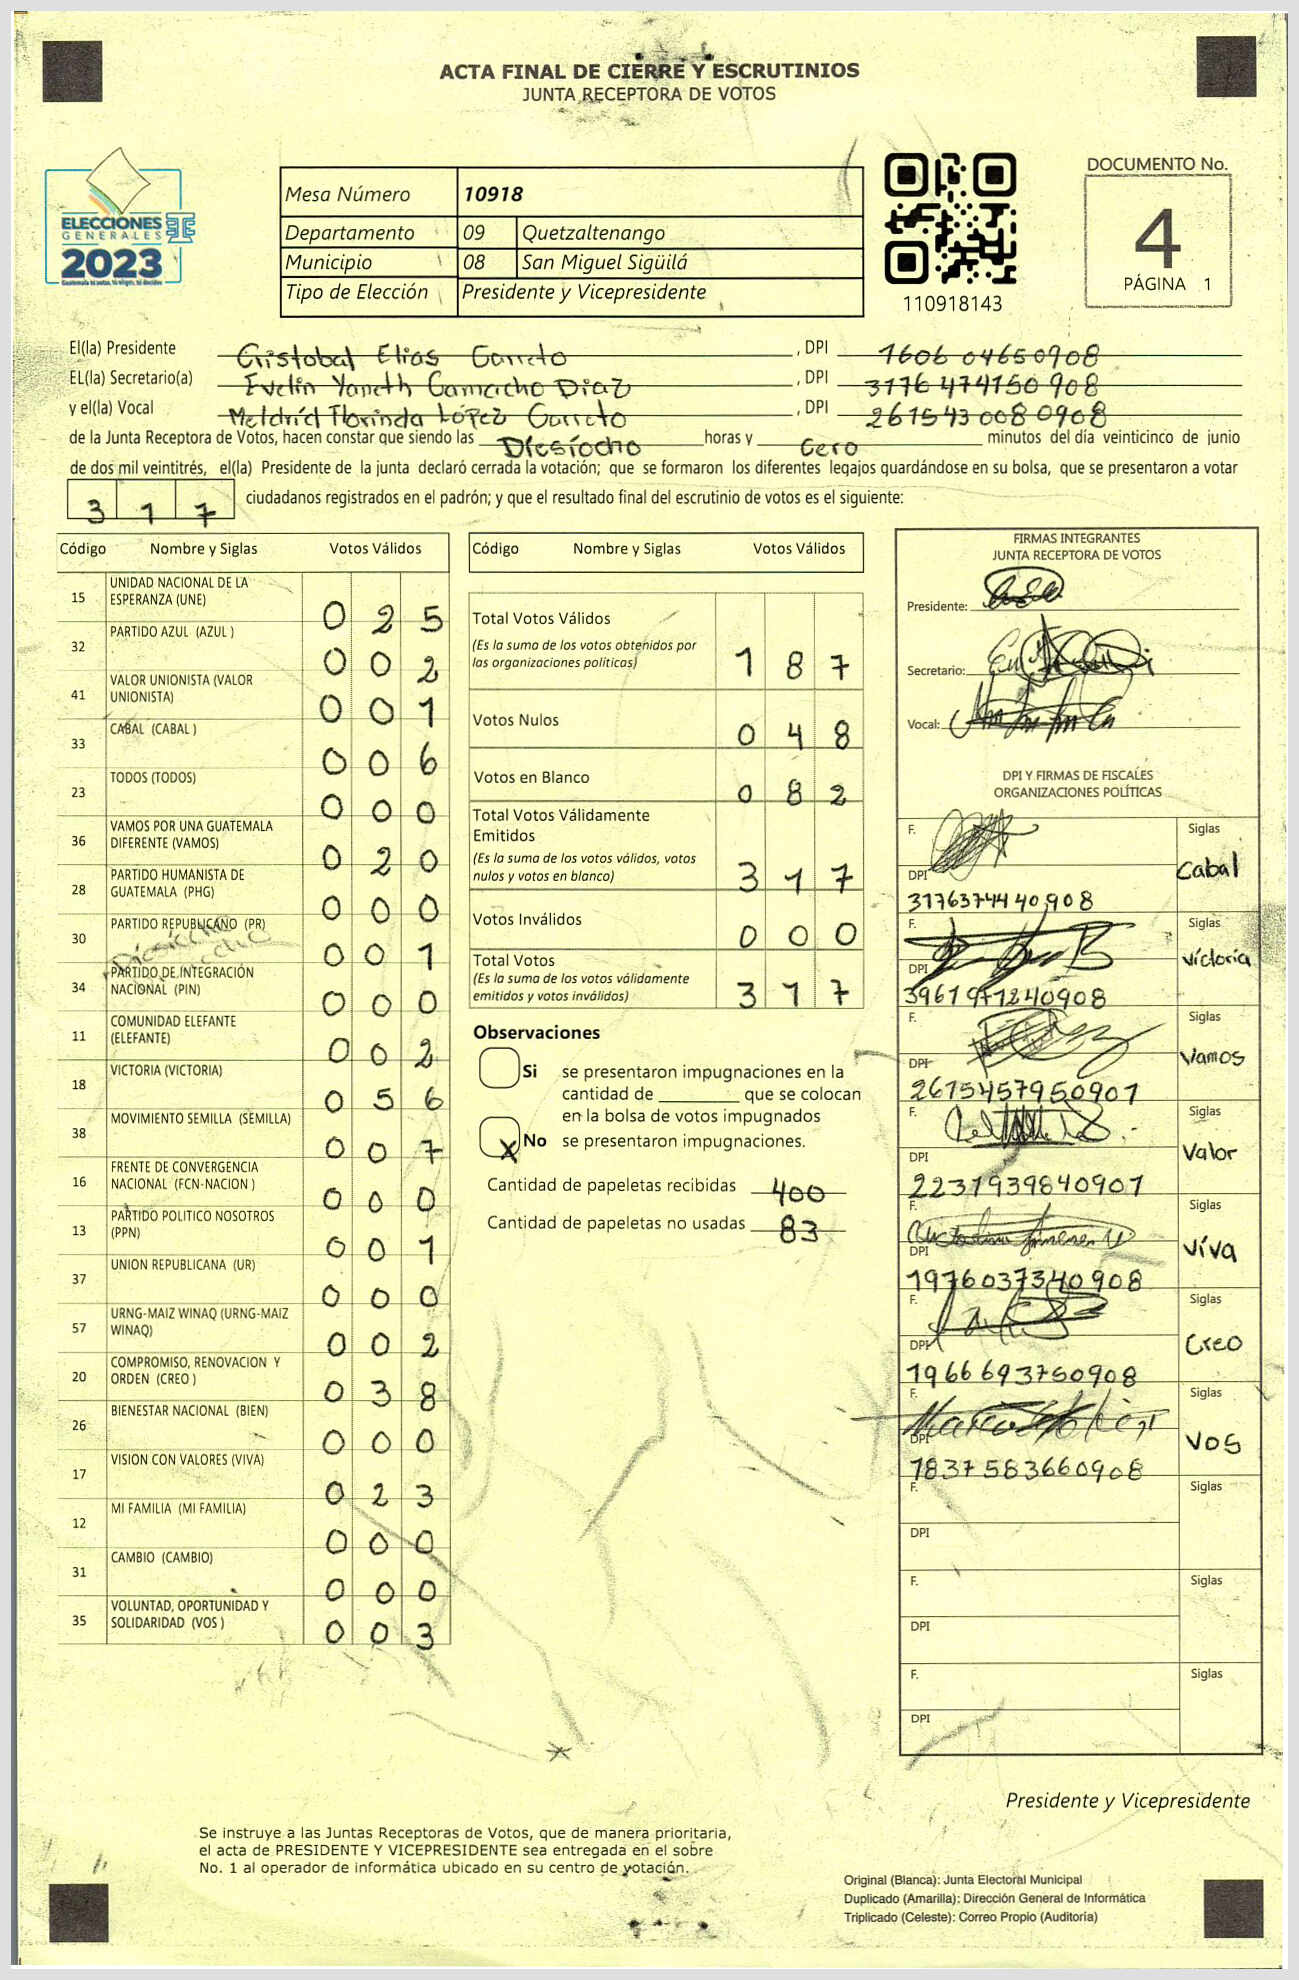 ACTA FINAL DE CIERRE Y ESCRUTINIOS
JUNTA RECEPTORA DE VOTOS
ELECCIONES
GENERALES
2023
Mesa Número 10918
Departamento 09 Quetzaltenango
Municipio 08 San Miguel Sigüilá
Tipo de Elección Presidente y Vicepresidente
110918143
DOCUMENTO No.
4
PÁGINA 1
El(la) Presidente Cristobal Elias Carreto , DPI 1606 04650908
EL(la) Secretario(a) Evelin Yaneth Camacho Diaz , DPI 3176 474150 908
y el(la) Vocal Meldrid Florinda López Carreto , DPI 261543 008 0908
de la Junta Receptora de Votos, hacen constar que siendo las Diesíocho horas y Cero minutos del día veinticinco de junio
de dos mil veintitrés, el(la) Presidente de la junta declaró cerrada la votación; que se formaron los diferentes legajos guardándose en su bolsa, que se presentaron a votar
3 1 7 ciudadanos registrados en el padrón; y que el resultado final del escrutinio de votos es el siguiente:
Código Nombre y Siglas Votos Válidos
15 UNIDAD NACIONAL DE LA
ESPERANZA (UNE) 0 2 5
32 PARTIDO AZUL (AZUL ) 0 0 2
41 VALOR UNIONISTA (VALOR
UNIONISTA) 0 0 1
33 CABAL (CABAL ) 0 0 6
23 TODOS (TODOS) 0 0 0
36 VAMOS POR UNA GUATEMALA
DIFERENTE (VAMOS) 0 2 0
28 PARTIDO HUMANISTA DE
GUATEMALA (PHG) 0 0 0
30 PARTIDO REPUBLICANO (PR) 0 0 1
34 PARTIDO DE INTEGRACIÓN
NACIONAL (PIN) 0 0 0
11 COMUNIDAD ELEFANTE
(ELEFANTE) 0 0 2
18 VICTORIA (VICTORIA) 0 5 6
38 MOVIMIENTO SEMILLA (SEMILLA) 0 0 7
16 FRENTE DE CONVERGENCIA
NACIONAL (FCN-NACION ) 0 0 0
13 PARTIDO POLITICO NOSOTROS
(PPN) 0 0 1
37 UNION REPUBLICANA (UR) 0 0 0
57 URNG-MAIZ WINAQ (URNG-MAIZ
WINAQ) 0 0 2
20 COMPROMISO, RENOVACION Y
ORDEN (CREO ) 0 3 8
26 BIENESTAR NACIONAL (BIEN) 0 0 0
17 VISION CON VALORES (VIVA) 0 2 3
12 MI FAMILIA (MI FAMILIA) 0 0 0
31 CAMBIO (CAMBIO) 0 0 0
35 VOLUNTAD, OPORTUNIDAD Y
SOLIDARIDAD (VOS ) 0 0 3
Código Nombre y Siglas Votos Válidos
Total Votos Válidos
(Es la suma de los votos obtenidos por
las organizaciones políticas) 1 8 7
Votos Nulos 0 4 8
Votos en Blanco 0 8 2
Total Votos Válidamente
Emitidos
(Es la suma de los votos válidos, votos
nulos y votos en blanco) 3 1 7
Votos Inválidos 0 0 0
Total Votos
(Es la suma de los votos válidamente
emitidos y votos inválidos) 3 1 7
Observaciones
Si se presentaron impugnaciones en la
cantidad de ________ que se colocan
en la bolsa de votos impugnados
X No se presentaron impugnaciones.
Cantidad de papeletas recibidas 400
Cantidad de papeletas no usadas 83
FIRMAS INTEGRANTES
JUNTA RECEPTORA DE VOTOS
Presidente:
Secretario:
Vocal:
DPI Y FIRMAS DE FISCALES
ORGANIZACIONES POLÍTICAS
F. Siglas
DPI Cabal
3176374440908
F. Siglas
DPI víctoria
3961971240908
F. Siglas
DPI Vamos
2615457950901
F. Siglas
DPI Valor
2231939840901
F. Siglas
DPI Víva
1976037340908
F. Siglas
DPI Creo
1966693750908
F. Siglas
DPI VOS
1837583660908
F. Siglas
DPI
F. Siglas
DPI
F. Siglas
DPI
Presidente y Vicepresidente
Se instruye a las Juntas Receptoras de Votos, que de manera prioritaria,
el acta de PRESIDENTE Y VICEPRESIDENTE sea entregada en el sobre
No. 1 al operador de informática ubicado en su centro de votación.
Original (Blanca): Junta Electoral Municipal
Duplicado (Amarilla): Dirección General de Informática
Triplicado (Celeste): Correo Propio (Auditoría)